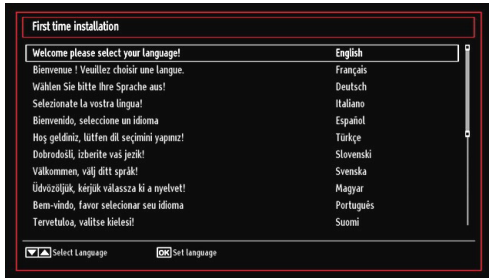 First time installation
Welcome please select your language! English
Bienvenue ! Veuillez choisir une langue. Français
Wählen Sie bitte Ihre Sprache aus! Deutsch
Selezionate la vostra lingua! Italiano
Bienvenido, seleccione un idioma Español
Hoş geldiniz, lütfen dil seçimini yapınız! Türkçe
Dobrodošli, izberite vaš jezik! Slovenski
Välkommen, välj ditt språk! Svenska
Üdvözöljük, kérjük válassza ki a nyelvet! Magyar
Bem-vindo, favor selecionar seu idioma Português
Tervetuloa, valitse kielesi! Suomi
Select Language OK Set language